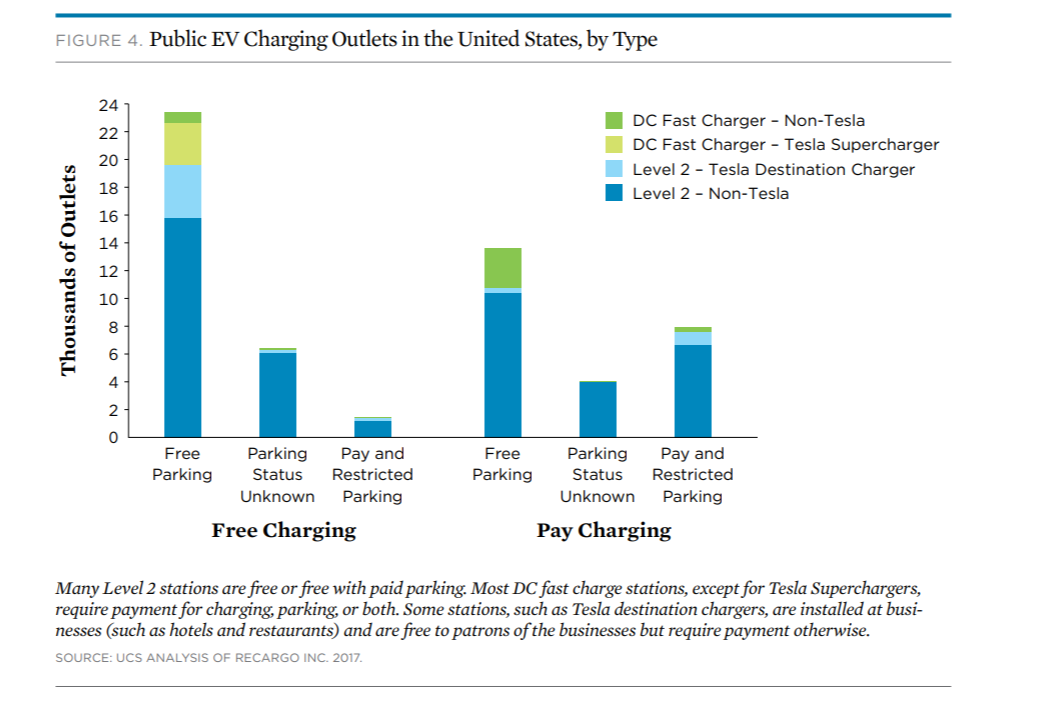 FIGURE 4. Public EV Charging Outlets in the United States, by Type
24
22
20
18
16
14
12
10
8
6
4
2
0
Thousands of Outlets
DC Fast Charger – Non-Tesla
DC Fast Charger – Tesla Supercharger
Level 2 – Tesla Destination Charger
Level 2 – Non-Tesla
Free
Parking
Parking
Status
Unknown
Pay and
Restricted
Parking
Free
Parking
Parking
Status
Unknown
Pay and
Restricted
Parking
Free Charging
Pay Charging
Many Level 2 stations are free or free with paid parking. Most DC fast charge stations, except for Tesla Superchargers,
require payment for charging, parking, or both. Some stations, such as Tesla destination chargers, are installed at busi-
nesses (such as hotels and restaurants) and are free to patrons of the businesses but require payment otherwise.
SOURCE: UCS ANALYSIS OF RECARGO INC. 2017.